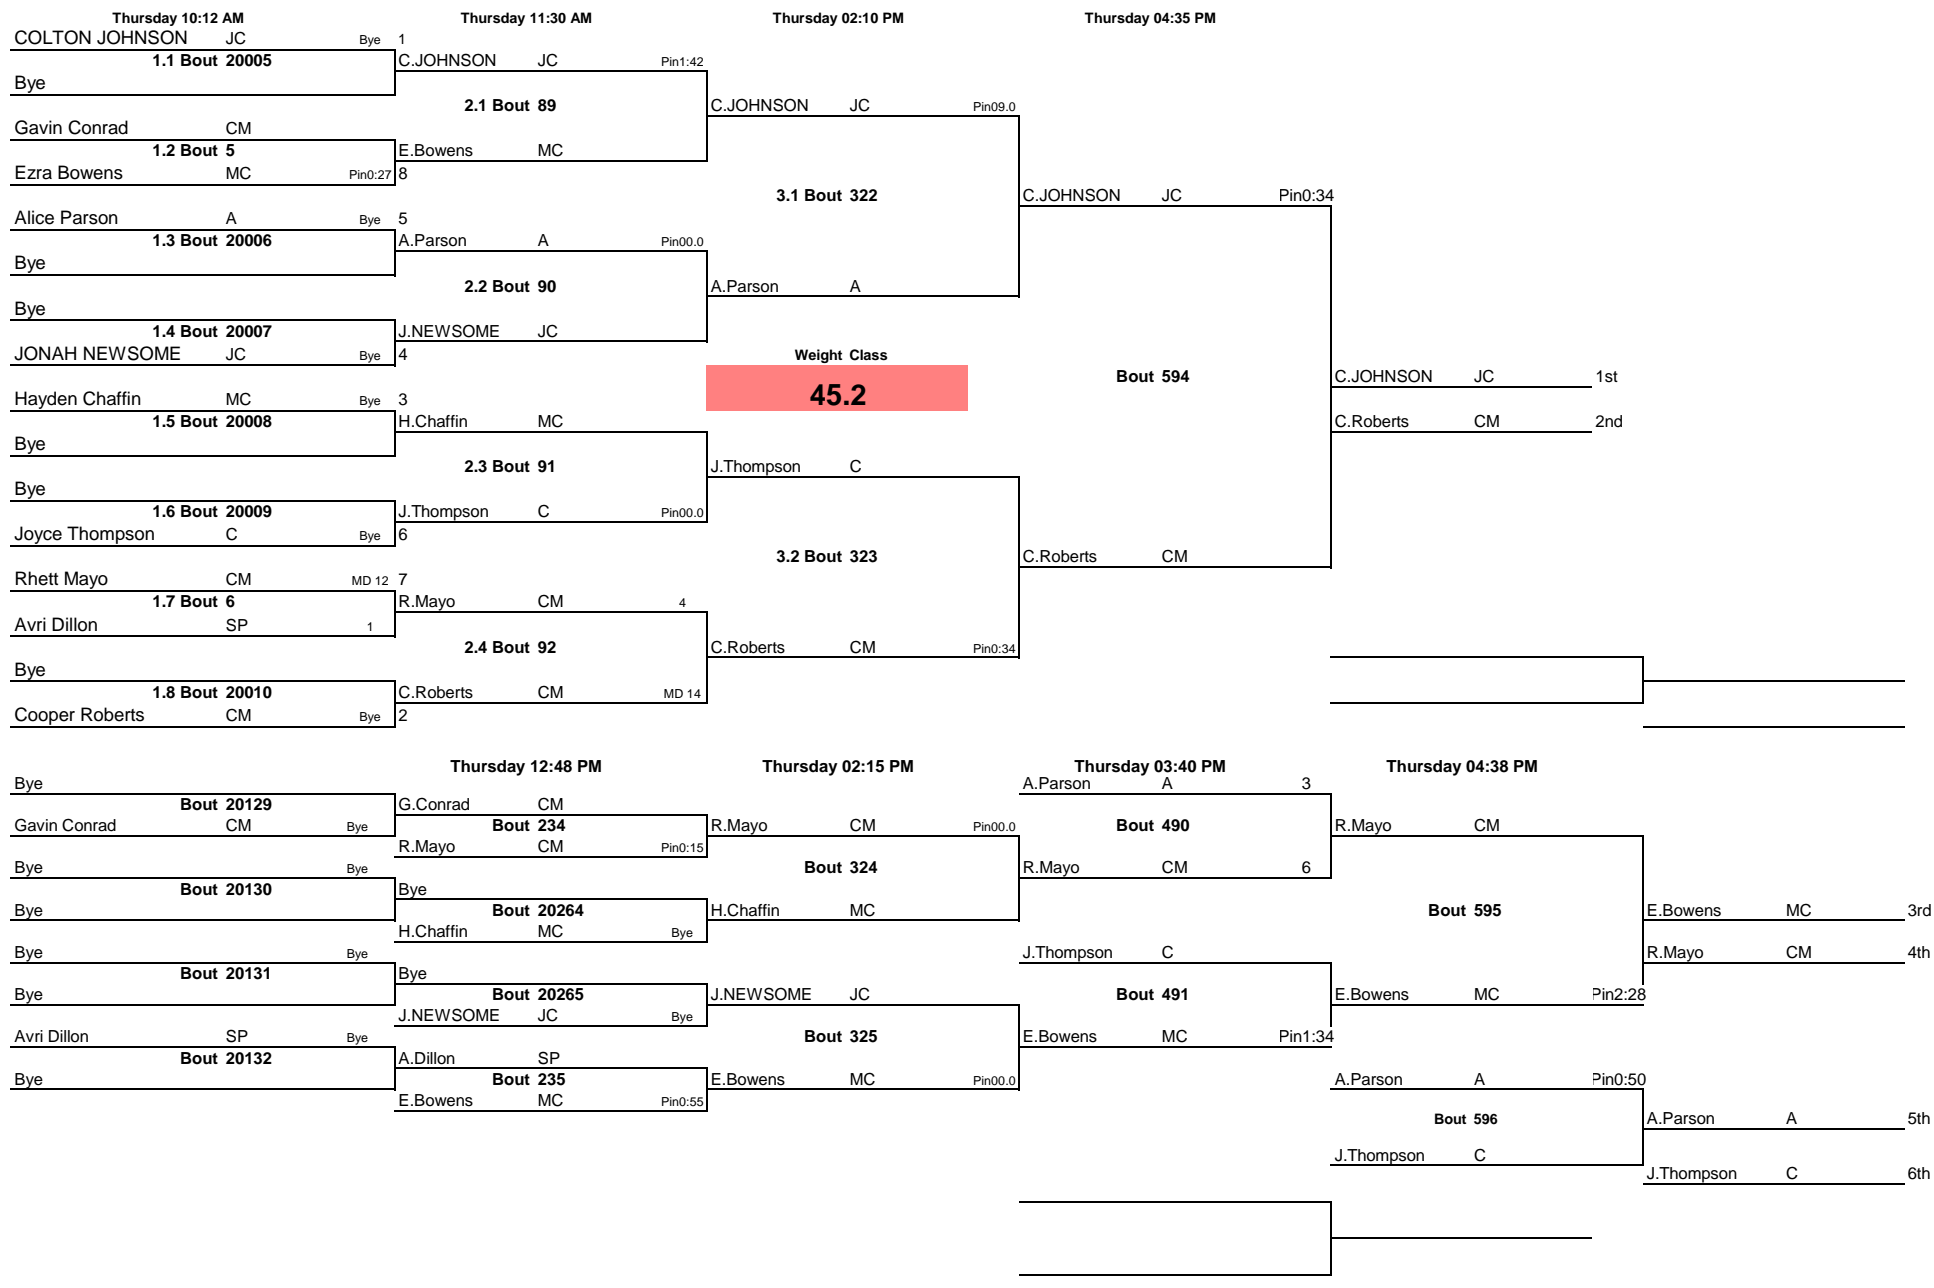 Thursday 10:12 AM Thursday 11:30 AM Thursday 02:10 PM Thursday 04:35 PM
COLTON JOHNSON JC Bye 1
1.1 Bout 20005 C.JOHNSON JC Pin1:42
Bye
2.1 Bout 89 C.JOHNSON JC Pin09.0
Gavin Conrad CM
1.2 Bout 5 E.Bowens MC
Ezra Bowens MC Pin0:27 8
3.1 Bout 322 C.JOHNSON JC Pin0:34
Alice Parson A Bye 5
1.3 Bout 20006 A.Parson A Pin00.0
Bye
2.2 Bout 90 A.Parson A
Bye
1.4 Bout 20007 J.NEWSOME JC
JONAH NEWSOME JC Bye 4 Weight Class
Bout 594 C.JOHNSON JC 1st
Hayden Chaffin MC Bye 3 45.2
1.5 Bout 20008 H.Chaffin MC C.Roberts CM 2nd
Bye
2.3 Bout 91 J.Thompson C
Bye
1.6 Bout 20009 J.Thompson C Pin00.0
Joyce Thompson C Bye 6
3.2 Bout 323 C.Roberts CM
Rhett Mayo CM MD 12 7
1.7 Bout 6 R.Mayo CM 4
Avri Dillon SP 1
2.4 Bout 92 C.Roberts CM Pin0:34
Bye
1.8 Bout 20010 C.Roberts CM MD 14
Cooper Roberts CM Bye 2
Thursday 12:48 PM Thursday 02:15 PM Thursday 03:40 PM Thursday 04:38 PM
Bye A.Parson A 3
Bout 20129 G.Conrad CM
Gavin Conrad CM Bye Bout 234 R.Mayo CM Pin00.0 Bout 490 R.Mayo CM
R.Mayo CM Pin0:15
Bye Bye Bout 324 R.Mayo CM 6
Bout 20130 Bye
Bye Bout 20264 H.Chaffin MC Bout 595 E.Bowens MC 3rd
H.Chaffin MC Bye
Bye Bye J.Thompson C R.Mayo CM 4th
Bout 20131 Bye
Bye Bout 20265 J.NEWSOME JC Bout 491 E.Bowens MC Pin2:28
J.NEWSOME JC Bye
Avri Dillon SP Bye Bout 325 E.Bowens MC Pin1:34
Bout 20132 A.Dillon SP
Bye Bout 235 E.Bowens MC Pin00.0 A.Parson A Pin0:50
E.Bowens MC Pin0:55
Bout 596 A.Parson A 5th
J.Thompson C
J.Thompson C 6th